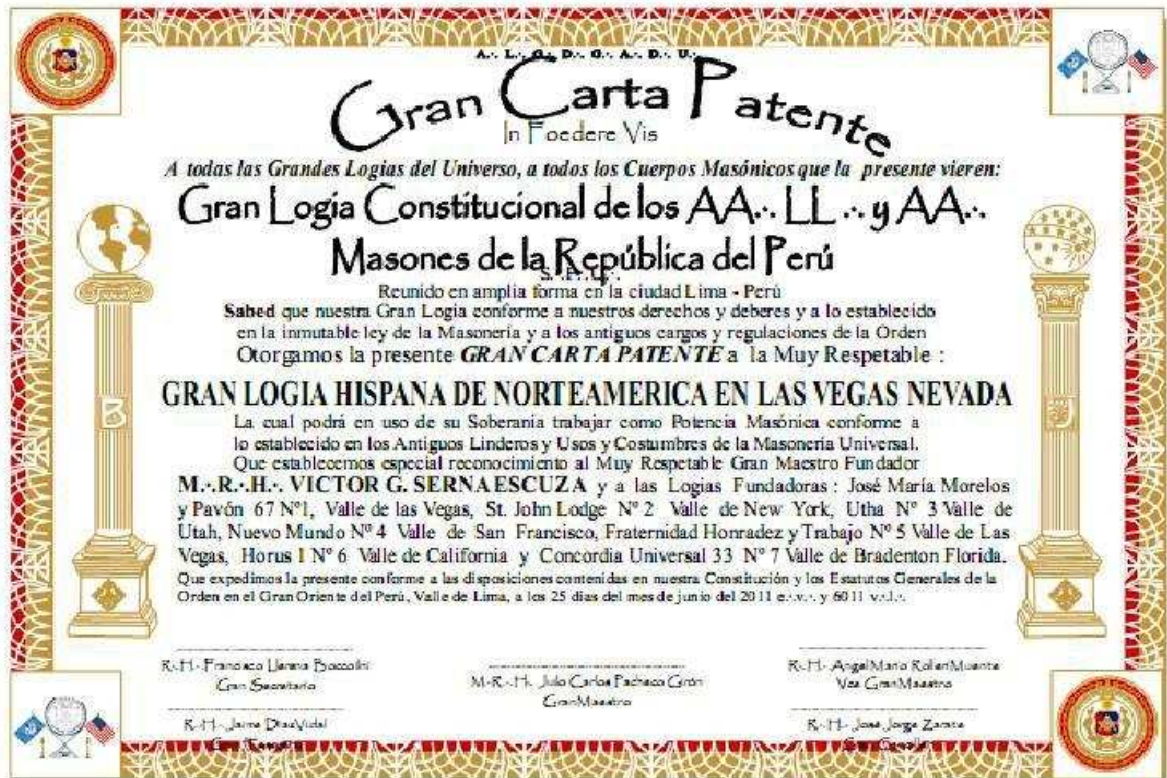 A∴ L∴ G∴ D∴ G∴ A∴ D∴ U∴
Gran Carta Patente
In Foedere Vis
A todas las Grandes Logias del Universo, a todos los Cuerpos Masónicos que la presente vieren:
Gran Logia Constitucional de los AA∴ LL∴ y AA∴
Masones de la República del Perú
S∴ F∴ U∴
Reunido en amplia forma en la ciudad Lima - Perú
Sabed que nuestra Gran Logia conforme a nuestros derechos y deberes y a lo establecido
en la inmutable ley de la Masonería y a los antiguos cargos y regulaciones de la Orden
Otorgamos la presente GRAN CARTA PATENTE a la Muy Respetable :
GRAN LOGIA HISPANA DE NORTEAMERICA EN LAS VEGAS NEVADA
La cual podrá en uso de su Soberanía trabajar como Potencia Masónica conforme a
lo establecido en los Antiguos Linderos y Usos y Costumbres de la Masonería Universal.
Que establecemos especial reconocimiento al Muy Respetable Gran Maestro Fundador
M∴R∴H∴ VICTOR G. SERNA ESCUZA y a las Logias Fundadoras : José María Morelos
y Pavón 67 Nº1, Valle de las Vegas, St. John Lodge Nº 2 Valle de New York, Utha Nº 3 Valle de
Utah, Nuevo Mundo Nº 4 Valle de San Francisco, Fraternidad Honradez y Trabajo Nº 5 Valle de Las
Vegas, Horus I Nº 6 Valle de California y Concordia Universal 33 Nº 7 Valle de Bradenton Florida.
Que expedimos la presente conforme a las disposiciones contenidas en nuestra Constitución y los Estatutos Generales de la
Orden en el Gran Oriente del Perú, Valle de Lima, a los 25 días del mes de junio del 2011 e∴v∴ y 6011 v∴l∴
B
R∴H∴ Francisco Llerena Boccolini
Gran Secretario
M∴R∴H∴ Julio Carlos Pacheco Girón
Gran Maestro
R∴H∴ Angel Mario Muente
Vice Gran Maestro
R∴H∴ Jaime Díaz Vidal
R∴H∴ José Jorge Zarate